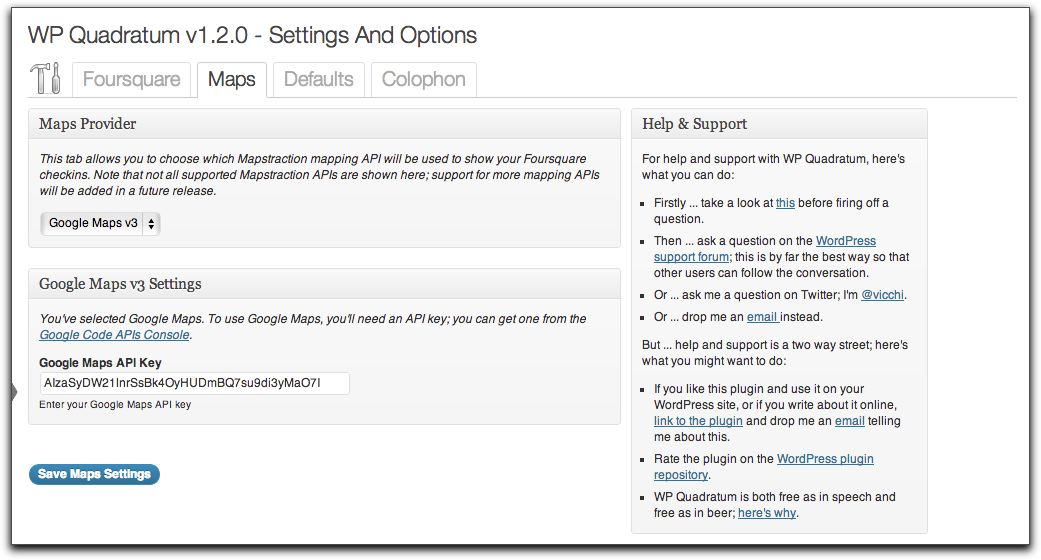 WP Quadratum v1.2.0 - Settings And Options
Foursquare Maps Defaults Colophon
Maps Provider
This tab allows you to choose which Mapstraction mapping API will be used to show your Foursquare
checkins. Note that not all supported Mapstraction APIs are shown here; support for more mapping APIs
will be added in a future release.
Google Maps v3
Google Maps v3 Settings
You've selected Google Maps. To use Google Maps, you'll need an API key; you can get one from the
Google Code APIs Console.
Google Maps API Key
AIzaSyDW21InrSsBk4OyHUDmBQ7su9di3yMaO7I
Enter your Google Maps API key
Save Maps Settings
Help & Support
For help and support with WP Quadratum, here's
what you can do:
Firstly ... take a look at this before firing off a
question.
Then ... ask a question on the WordPress
support forum; this is by far the best way so that
other users can follow the conversation.
Or ... ask me a question on Twitter; I'm @vicchi.
Or ... drop me an email instead.
But ... help and support is a two way street; here's
what you might want to do:
If you like this plugin and use it on your
WordPress site, or if you write about it online,
link to the plugin and drop me an email telling
me about this.
Rate the plugin on the WordPress plugin
repository.
WP Quadratum is both free as in speech and
free as in beer; here's why.